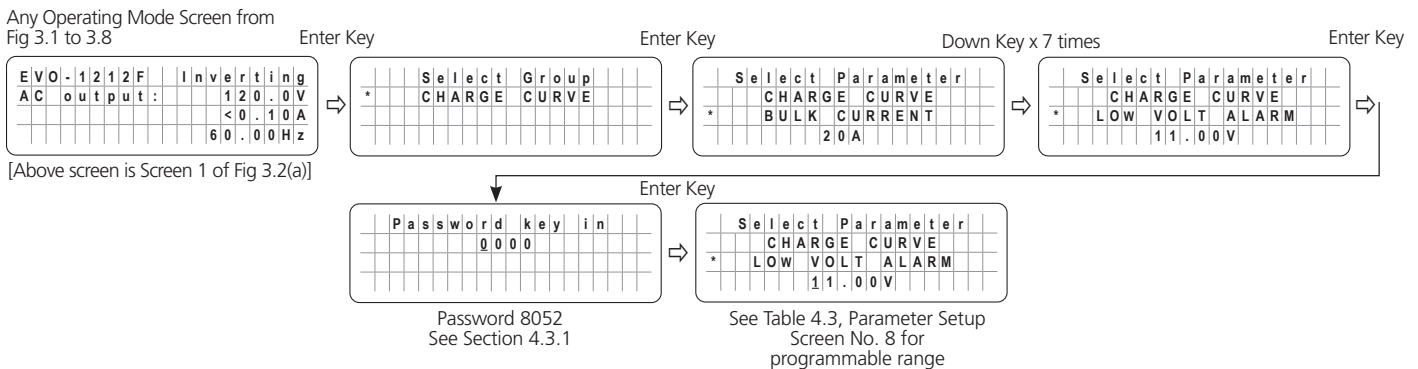 Any Operating Mode Screen from
Fig 3.1 to 3.8
Enter Key
Enter Key
Down Key x 7 times
Enter Key
EVO-1212F Inverting
AC output: 120.0V
<0.10A
60.00Hz
[Above screen is Screen 1 of Fig 3.2(a)]
Select Group
* CHARGE CURVE
Select Parameter
CHARGE CURVE
* BULK CURRENT
20A
Select Parameter
CHARGE CURVE
* LOW VOLT ALARM
11.00V
Enter Key
Password key in
0000
Password 8052
See Section 4.3.1
Select Parameter
CHARGE CURVE
* LOW VOLT ALARM
11.00V
See Table 4.3, Parameter Setup
Screen No. 8 for
programmable range